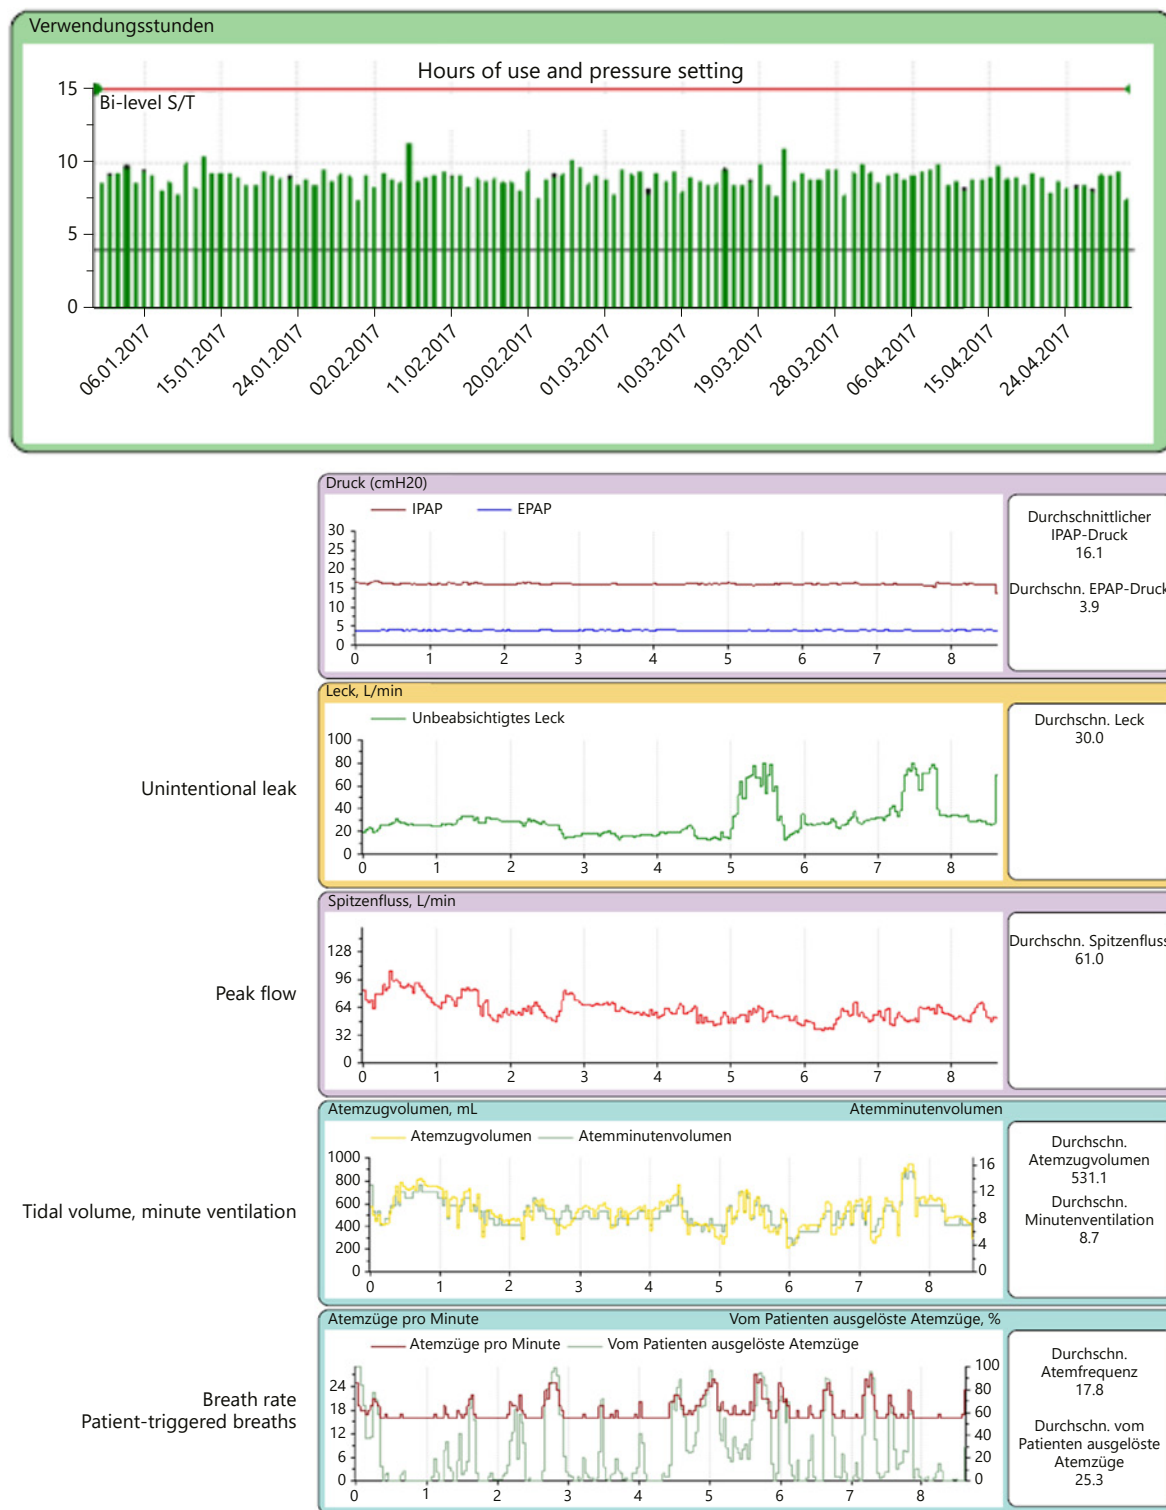 Verwendungsstunden
Hours of use and pressure setting
15
Bi-level S/T
10
5
0
06.01.2017
15.01.2017
24.01.2017
02.02.2017
11.02.2017
20.02.2017
01.03.2017
10.03.2017
19.03.2017
28.03.2017
06.04.2017
15.04.2017
24.04.2017
Druck (cmH20)
IPAP EPAP
30
25
20
15
10
5
0
0 1 2 3 4 5 6 7 8
Durchschnittlicher
IPAP-Druck
16.1
Durchschn. EPAP-Druck
3.9
Unintentional leak
Leck, L/min
Unbeabsichtigtes Leck
100
80
60
40
20
0
0 1 2 3 4 5 6 7 8
Durchschn. Leck
30.0
Peak flow
Spitzenfluss, L/min
128
96
64
32
0
0 1 2 3 4 5 6 7 8
Durchschn. Spitzenfluss
61.0
Tidal volume, minute ventilation
Atemzugvolumen, mL Atemminutenvolumen
Atemzugvolumen Atemminutenvolumen
1000
800
600
400
200
0
16
12
8
4
0
0 1 2 3 4 5 6 7 8
Durchschn.
Atemzugvolumen
531.1
Durchschn.
Minutenventilation
8.7
Breath rate
Patient-triggered breaths
Atemzüge pro Minute Vom Patienten ausgelöste Atemzüge, %
Atemzüge pro Minute Vom Patienten ausgelöste Atemzüge
24
18
12
6
0
100
80
60
40
20
0
0 1 2 3 4 5 6 7 8
Durchschn.
Atemfrequenz
17.8
Durchschn. vom
Patienten ausgelöste
Atemzüge
25.3